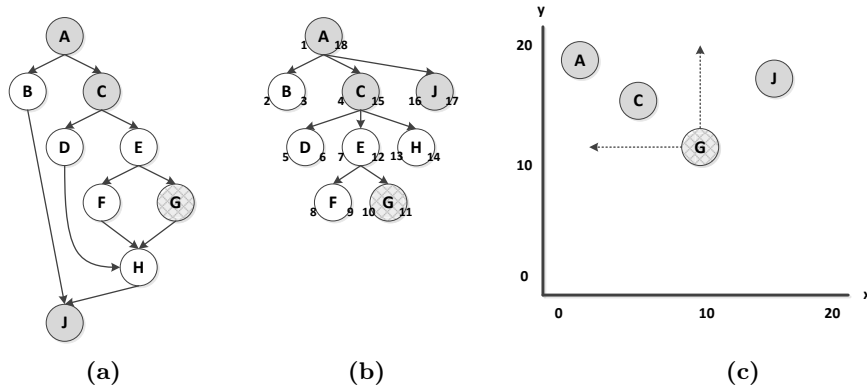 A
B
C
D
E
F
G
H
J
(a)
1 A 18
2 B 3
4 C 15
16 J 17
5 D 6
7 E 12
13 H 14
8 F 9
10 G 11
(b)
y
20
A
J
C
G
10
0
x
0 10 20
(c)